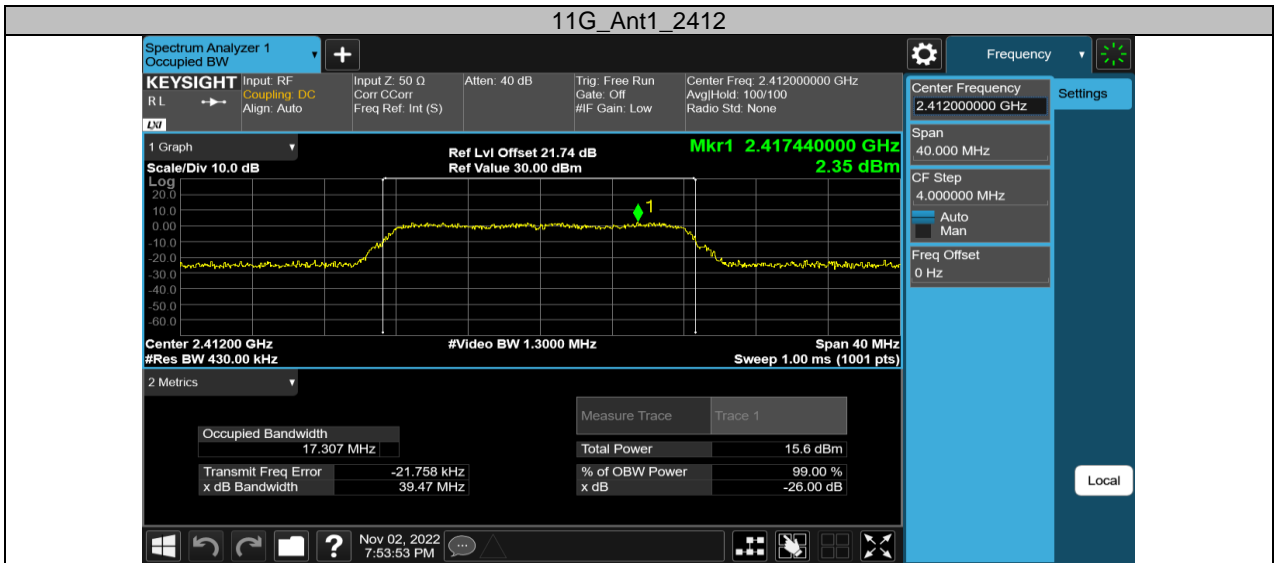 11G_Ant1_2412
Spectrum Analyzer 1
Occupied BW
+
Frequency
KEYSIGHT
R L
LXI
Input: RF
Coupling: DC
Align: Auto
Input Z: 50 Ω
Corr CCorr
Freq Ref: Int (S)
Atten: 40 dB
Trig: Free Run
Gate: Off
#IF Gain: Low
Center Freq: 2.412000000 GHz
Avg|Hold: 100/100
Radio Std: None
Center Frequency
2.412000000 GHz
Settings
Span
40.000 MHz
CF Step
4.000000 MHz
Auto
Man
Freq Offset
0 Hz
Local
1 Graph
Scale/Div 10.0 dB
Ref Lvl Offset 21.74 dB
Ref Value 30.00 dBm
Mkr1 2.417440000 GHz
2.35 dBm
Log
20.0
10.0
0.00
-10.0
-20.0
-30.0
-40.0
-50.0
-60.0
1
Center 2.41200 GHz
#Res BW 430.00 kHz
#Video BW 1.3000 MHz
Span 40 MHz
Sweep 1.00 ms (1001 pts)
2 Metrics
Measure Trace Trace 1
Occupied Bandwidth
17.307 MHz
Total Power 15.6 dBm
Transmit Freq Error -21.758 kHz
% of OBW Power 99.00 %
x dB Bandwidth 39.47 MHz
x dB -26.00 dB
?
Nov 02, 2022
7:53:53 PM